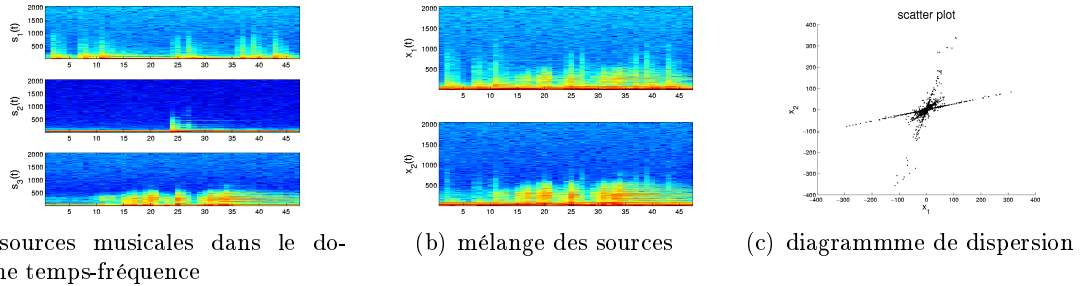 s1(t)
2000
1500
1000
500
5 10 15 20 25 30 35 40 45
s2(t)
2000
1500
1000
500
5 10 15 20 25 30 35 40 45
s3(t)
2000
1500
1000
500
5 10 15 20 25 30 35 40 45
sources musicales dans le do-
ne temps-fréquence
x1(t)
2000
1500
1000
500
5 10 15 20 25 30 35 40 45
x2(t)
2000
1500
1000
500
5 10 15 20 25 30 35 40 45
(b) mélange des sources
scatter plot
x2
400
300
200
100
0
−100
−200
−300
−400
−400 −300 −200 −100 0 100 200 300 400
x1
(c) diagrammme de dispersion